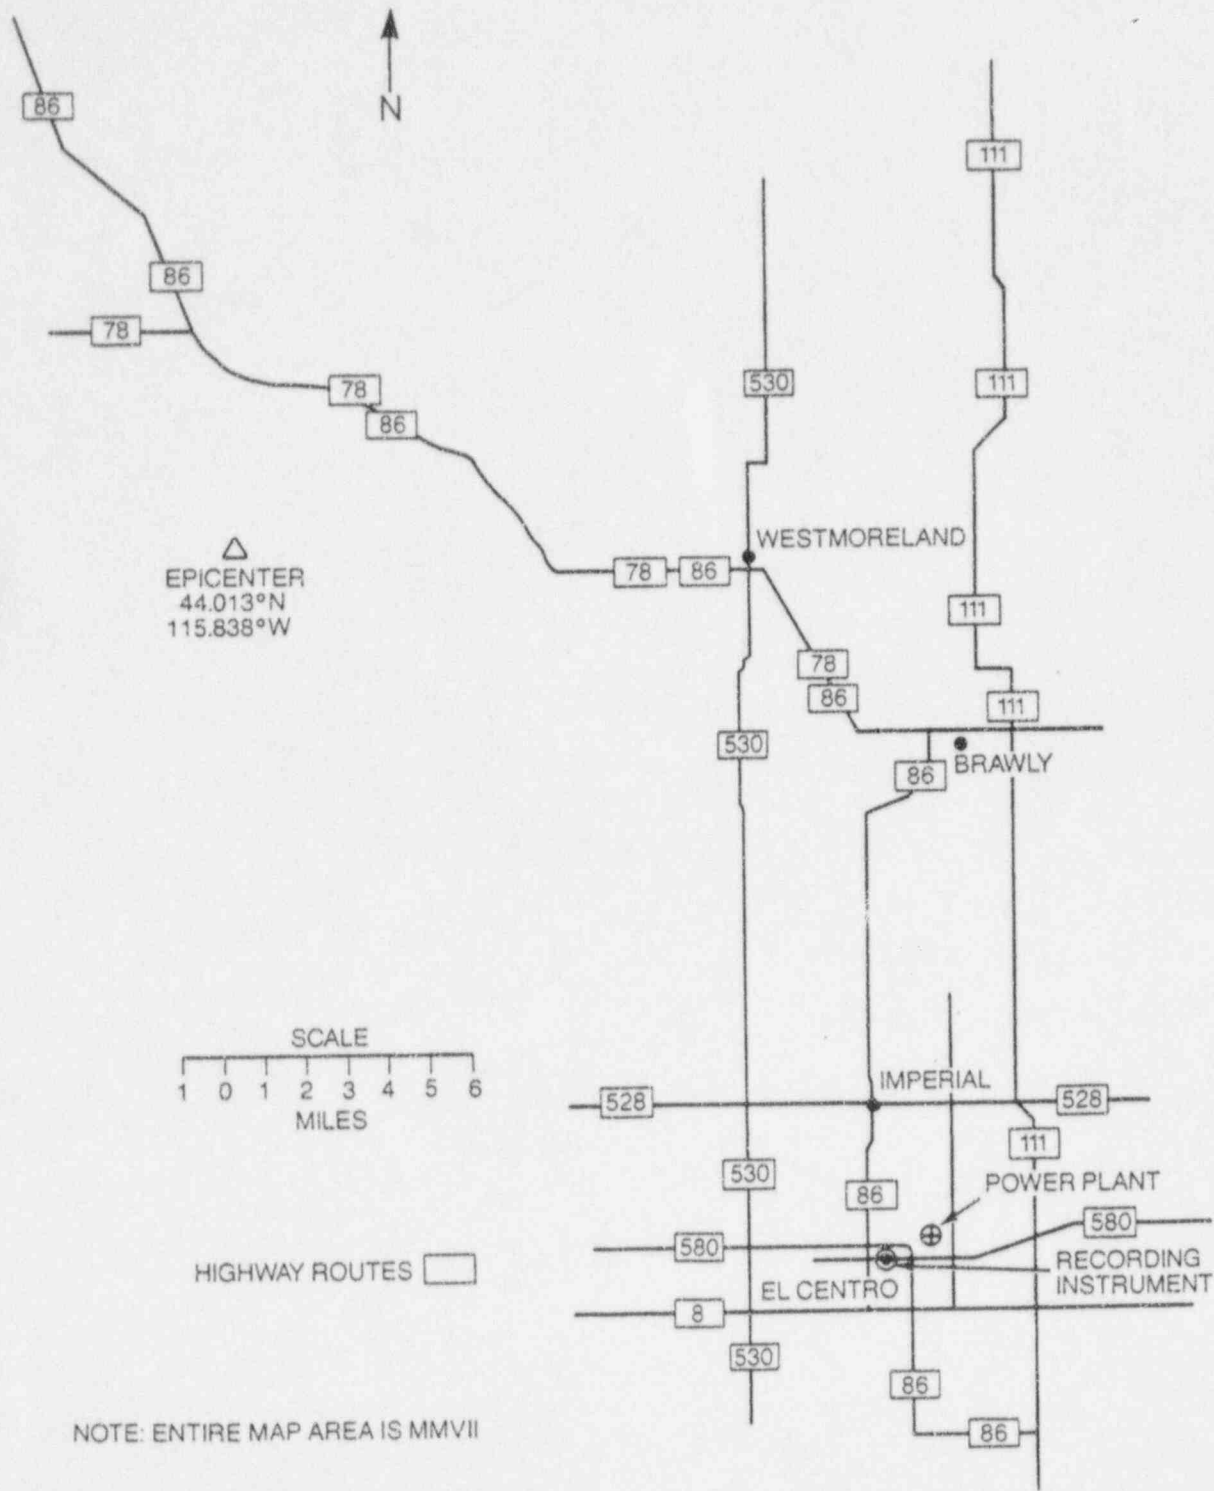 86
N
111
86
78
530
111
78
86
WESTMORELAND
EPICENTER
44.013°N
115.838°W
78
86
111
78
86
111
530
BRAWLY
86
SCALE
1 0 1 2 3 4 5 6
MILES
IMPERIAL
528
528
111
530
86
POWER PLANT
580
580
HIGHWAY ROUTES
RECORDING
INSTRUMENT
EL CENTRO
8
530
86
86
NOTE: ENTIRE MAP AREA IS MMVII